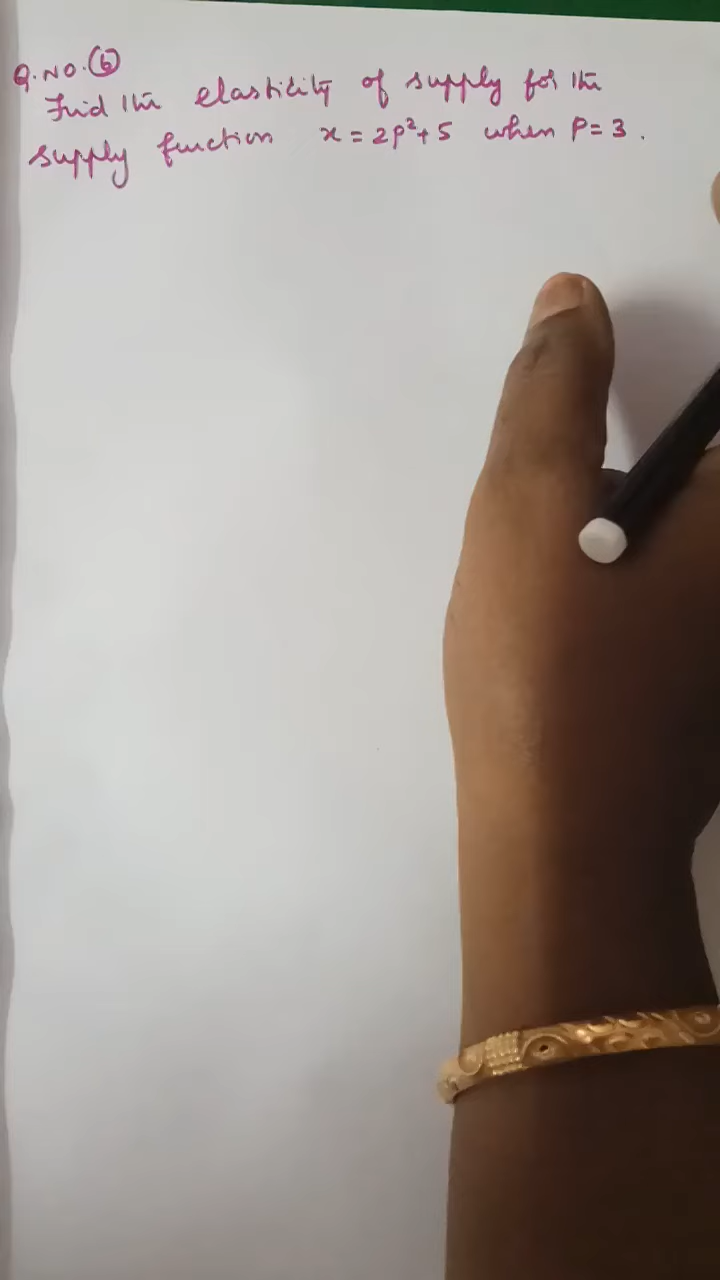 Q.NO.(6)
Find the elasticity of supply for the
supply function x = 2p²+5 when p=3.